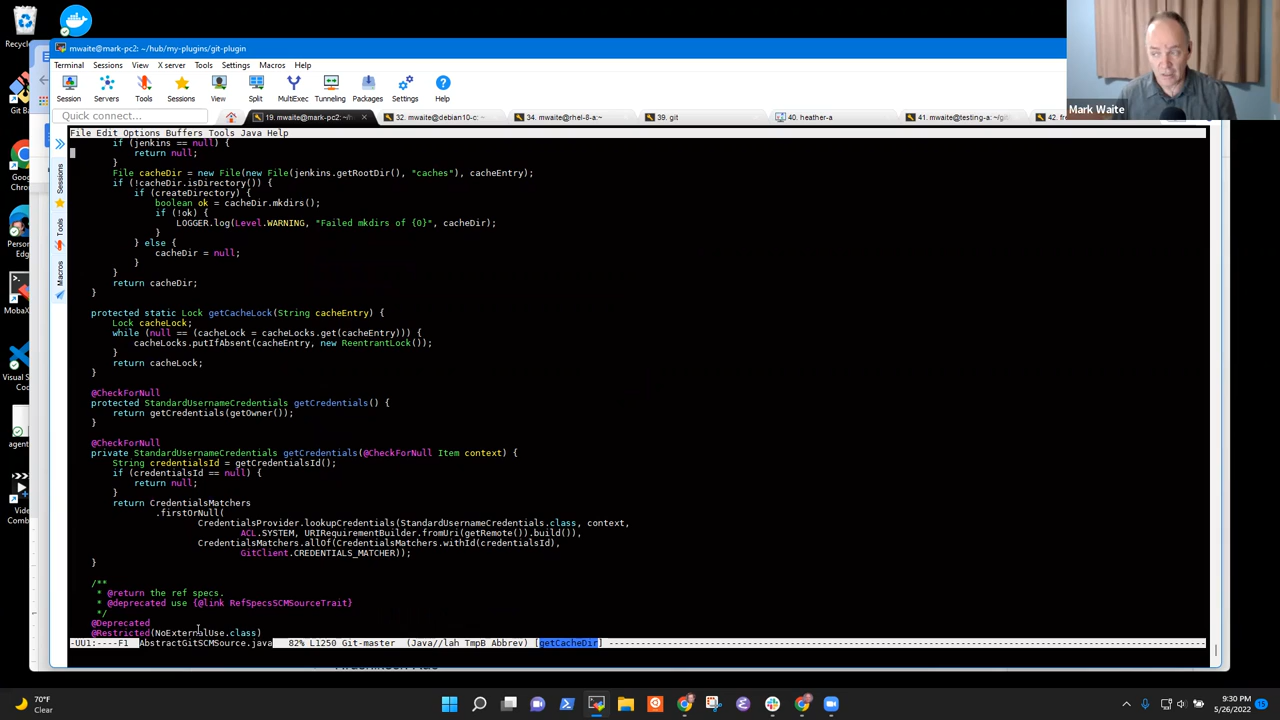 Recycl
mwaite@mark-pc2: ~/hub/my-plugins/git-plugin
Terminal Sessions View X server Tools Settings Macros Help
Session Servers Tools Sessions View Split MultiExec Tunneling Packages Settings Help
Quick connect...
19. mwaite@mark-pc2: ~/
32. mwaite@debian10-c: ~
34. mwaite@rhel-8-a: ~
39. git
40. heather-a
41. mwaite@testing-a: ~/gi
Mark Waite
File Edit Options Buffers Tools Java Help
if (jenkins == null) {
return null;
}
File cacheDir = new File(new File(jenkins.getRootDir(), "caches"), cacheEntry);
if (!cacheDir.isDirectory()) {
if (createDirectory) {
boolean ok = cacheDir.mkdirs();
if (!ok) {
LOGGER.log(Level.WARNING, "Failed mkdirs of {0}", cacheDir);
}
} else {
cacheDir = null;
}
}
return cacheDir;
}
protected static Lock getCacheLock(String cacheEntry) {
Lock cacheLock;
while (null == (cacheLock = cacheLocks.get(cacheEntry))) {
cacheLocks.putIfAbsent(cacheEntry, new ReentrantLock());
}
return cacheLock;
}
@CheckForNull
protected StandardUsernameCredentials getCredentials() {
return getCredentials(getOwner());
}
@CheckForNull
private StandardUsernameCredentials getCredentials(@CheckForNull Item context) {
String credentialsId = getCredentialsId();
if (credentialsId == null) {
return null;
}
return CredentialsMatchers
.firstOrNull(
CredentialsProvider.lookupCredentials(StandardUsernameCredentials.class, context,
ACL.SYSTEM, URIRequirementBuilder.fromUri(getRemote()).build()),
CredentialsMatchers.allOf(CredentialsMatchers.withId(credentialsId),
GitClient.CREDENTIALS_MATCHER));
}
/**
* @return the ref specs.
* @deprecated use {@link RefSpecsSCMSourceTrait}
*/
@Deprecated
@Restricted(NoExternalUse.class)
-UU1:----F1 AbstractGitSCMSource.java 82% L1250 Git-master (Java//lah TmpB Abbrev) [getCacheDir]
Sessions
Tools
Macros
Git Ba
Goo
Chro
Perso
Edg
MobaX
Visual S
Co
agent
Vide
Comb
70°F
Clear
9:30 PM
5/26/2022